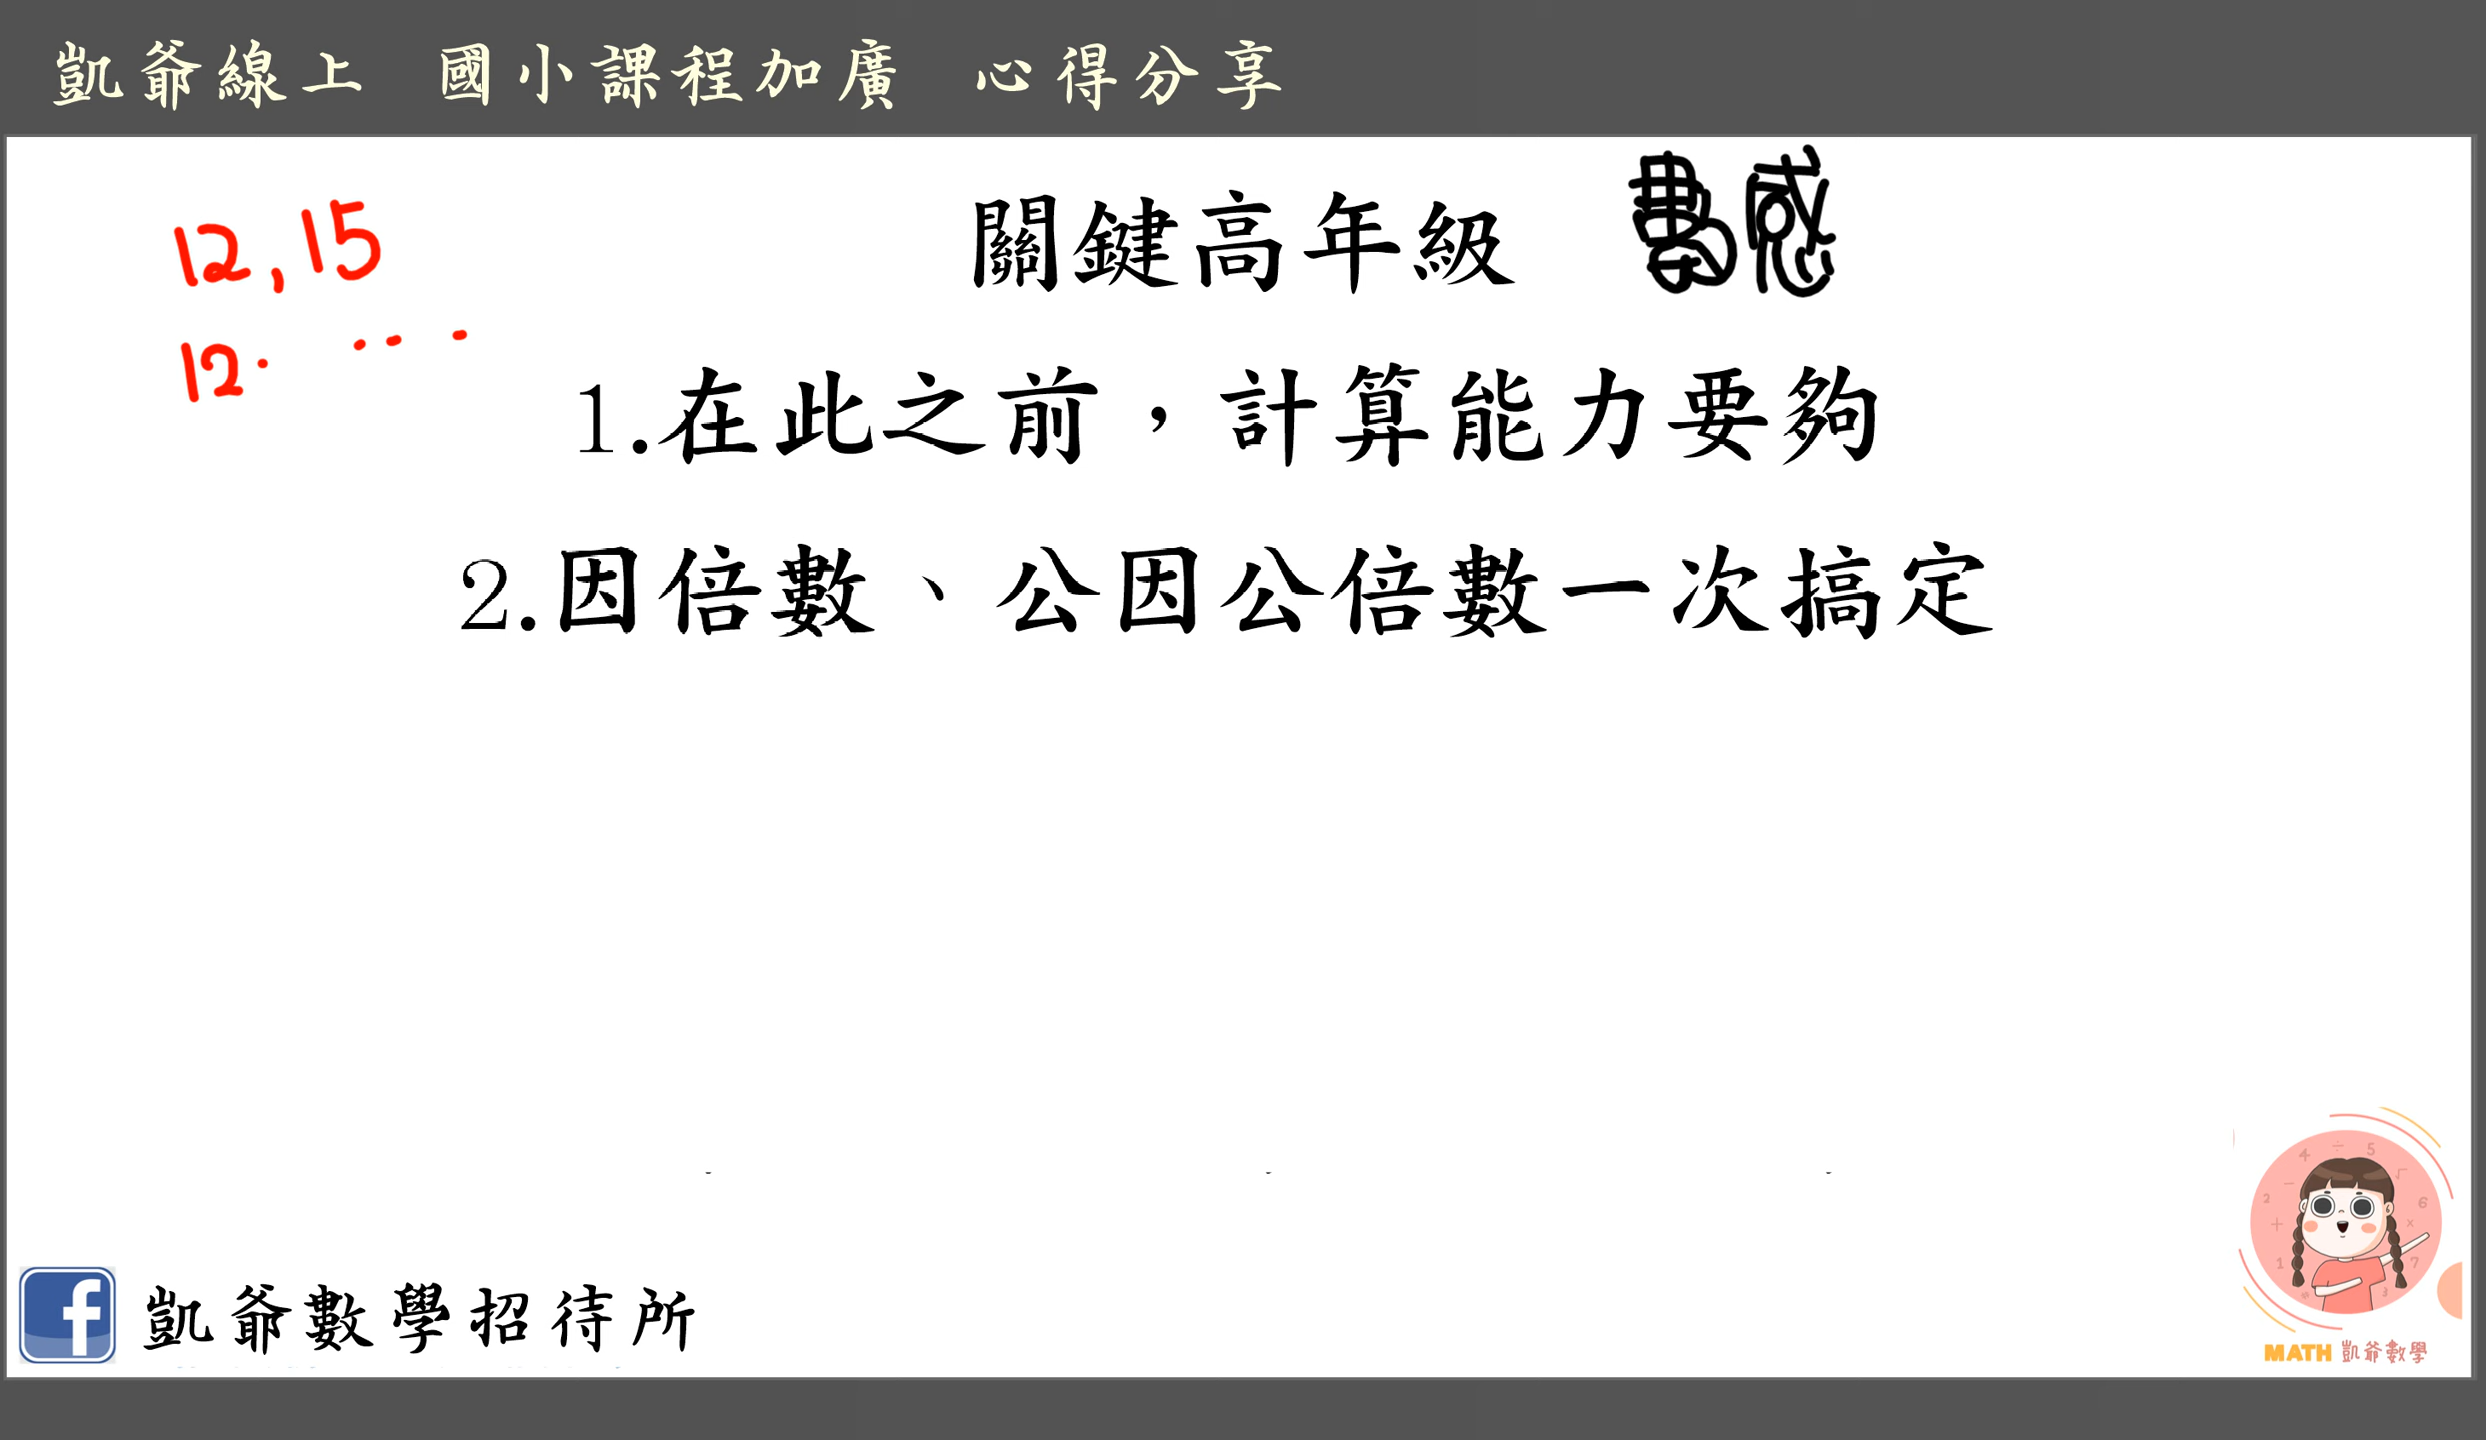 凱爺線上 國小課程加廣 心得分享
12,15
關鍵高年級 數感
12. ...
1.在此之前，計算能力要夠
2.因倍數、公因公倍數一次搞定
凱爺數學招待所
MATH 凱爺數學